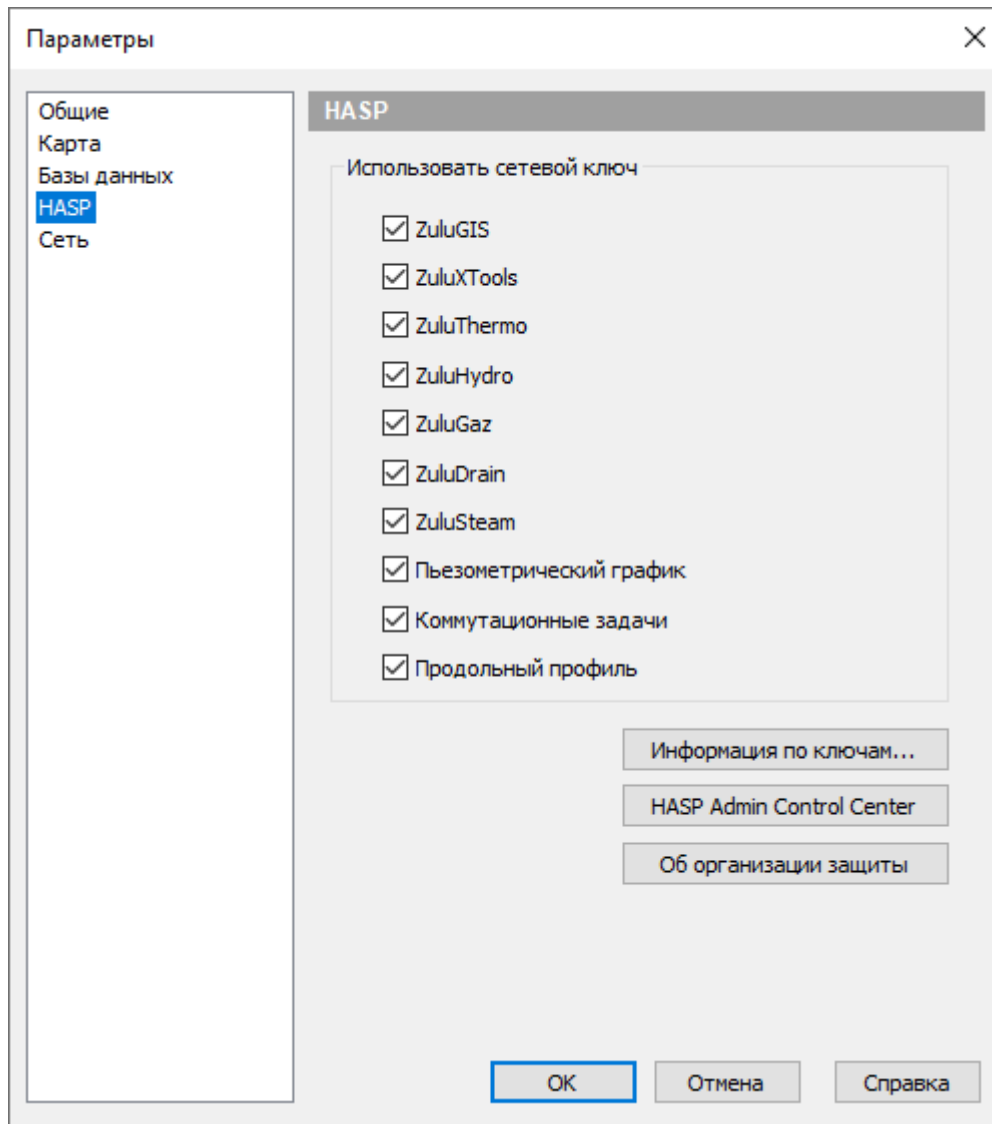 Параметры
Общие
Карта
Базы данных
HASP
Сеть
HASP
Использовать сетевой ключ
ZuluGIS
ZuluXTools
ZuluThermo
ZuluHydro
ZuluGaz
ZuluDrain
ZuluSteam
Пьезометрический график
Коммутационные задачи
Продольный профиль
Информация по ключам...
HASP Admin Control Center
Об организации защиты
OK
Отмена
Справка